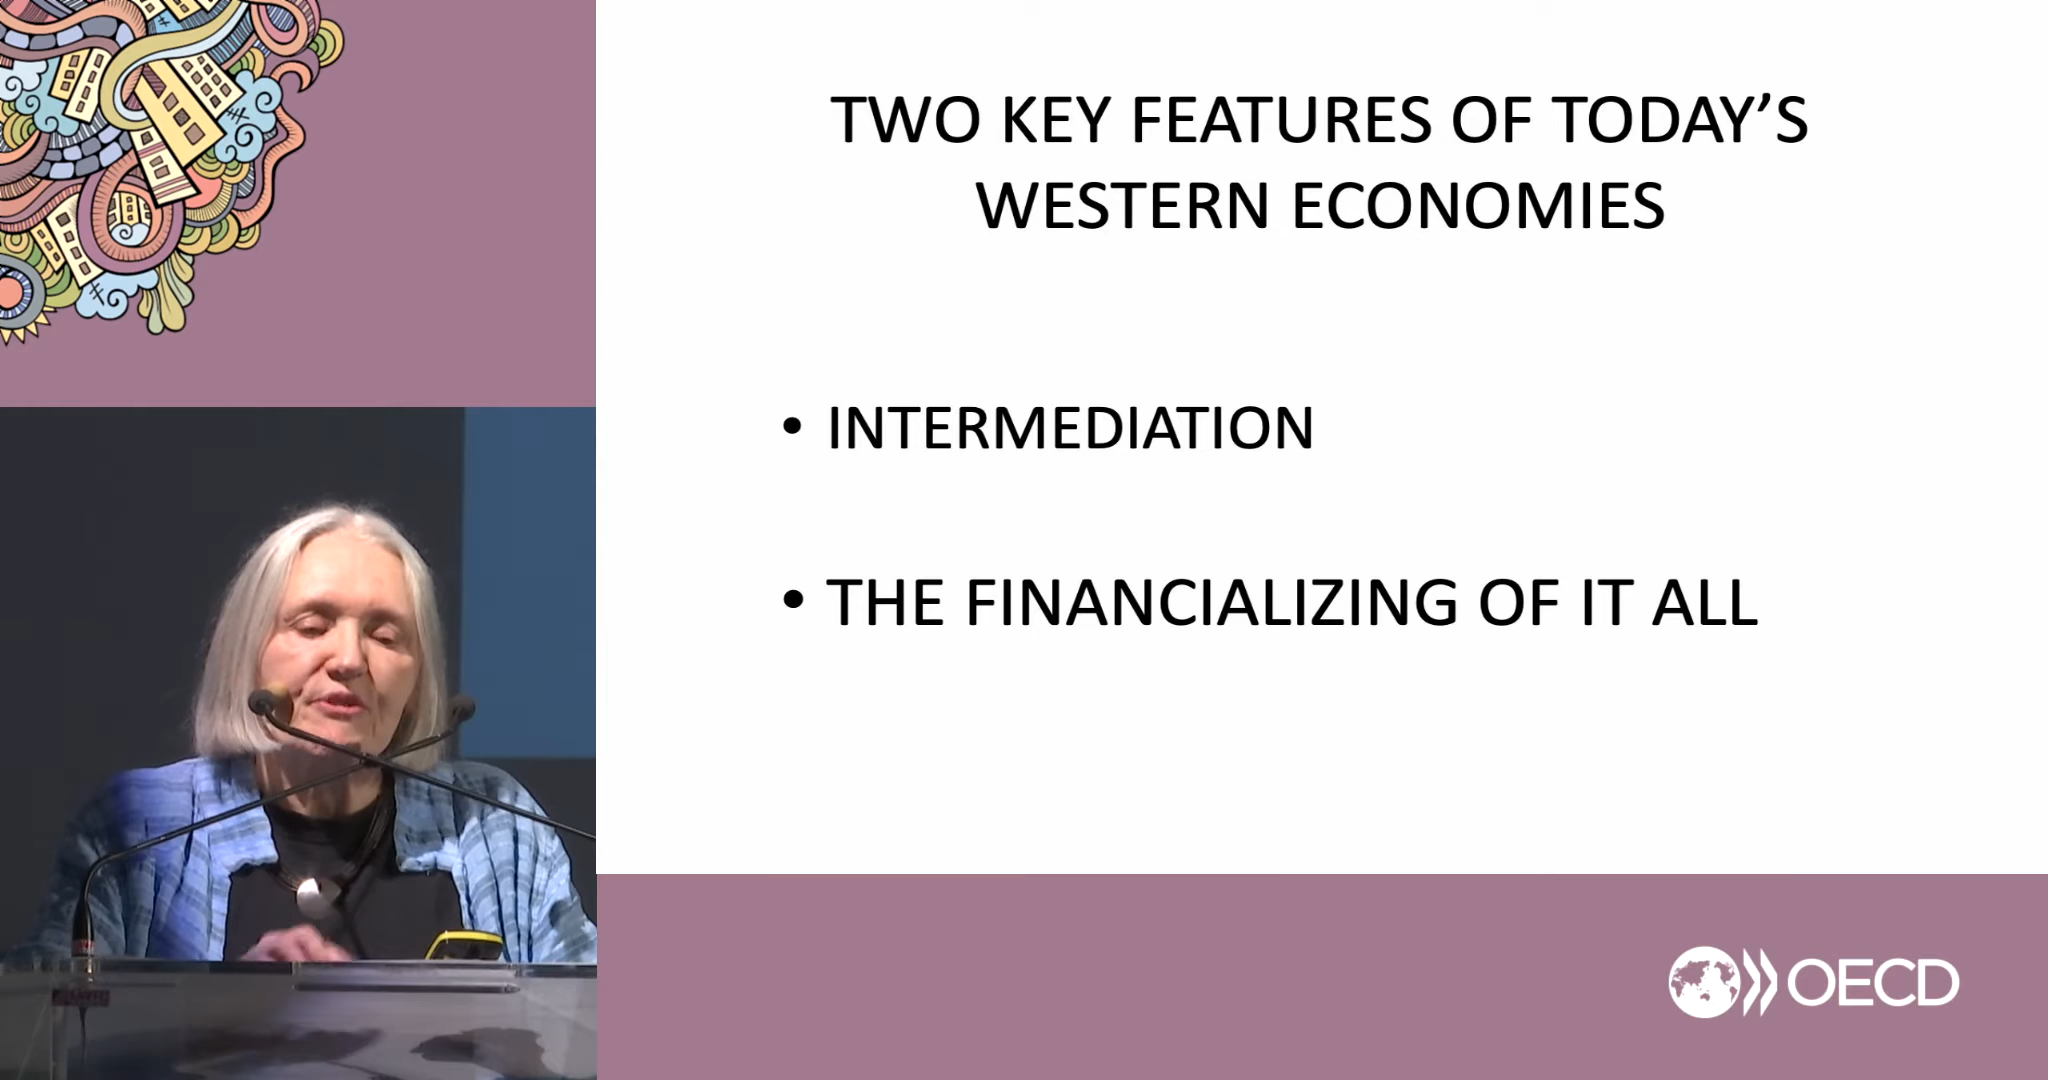 TWO KEY FEATURES OF TODAY’S
WESTERN ECONOMIES
• INTERMEDIATION
• THE FINANCIALIZING OF IT ALL
OECD